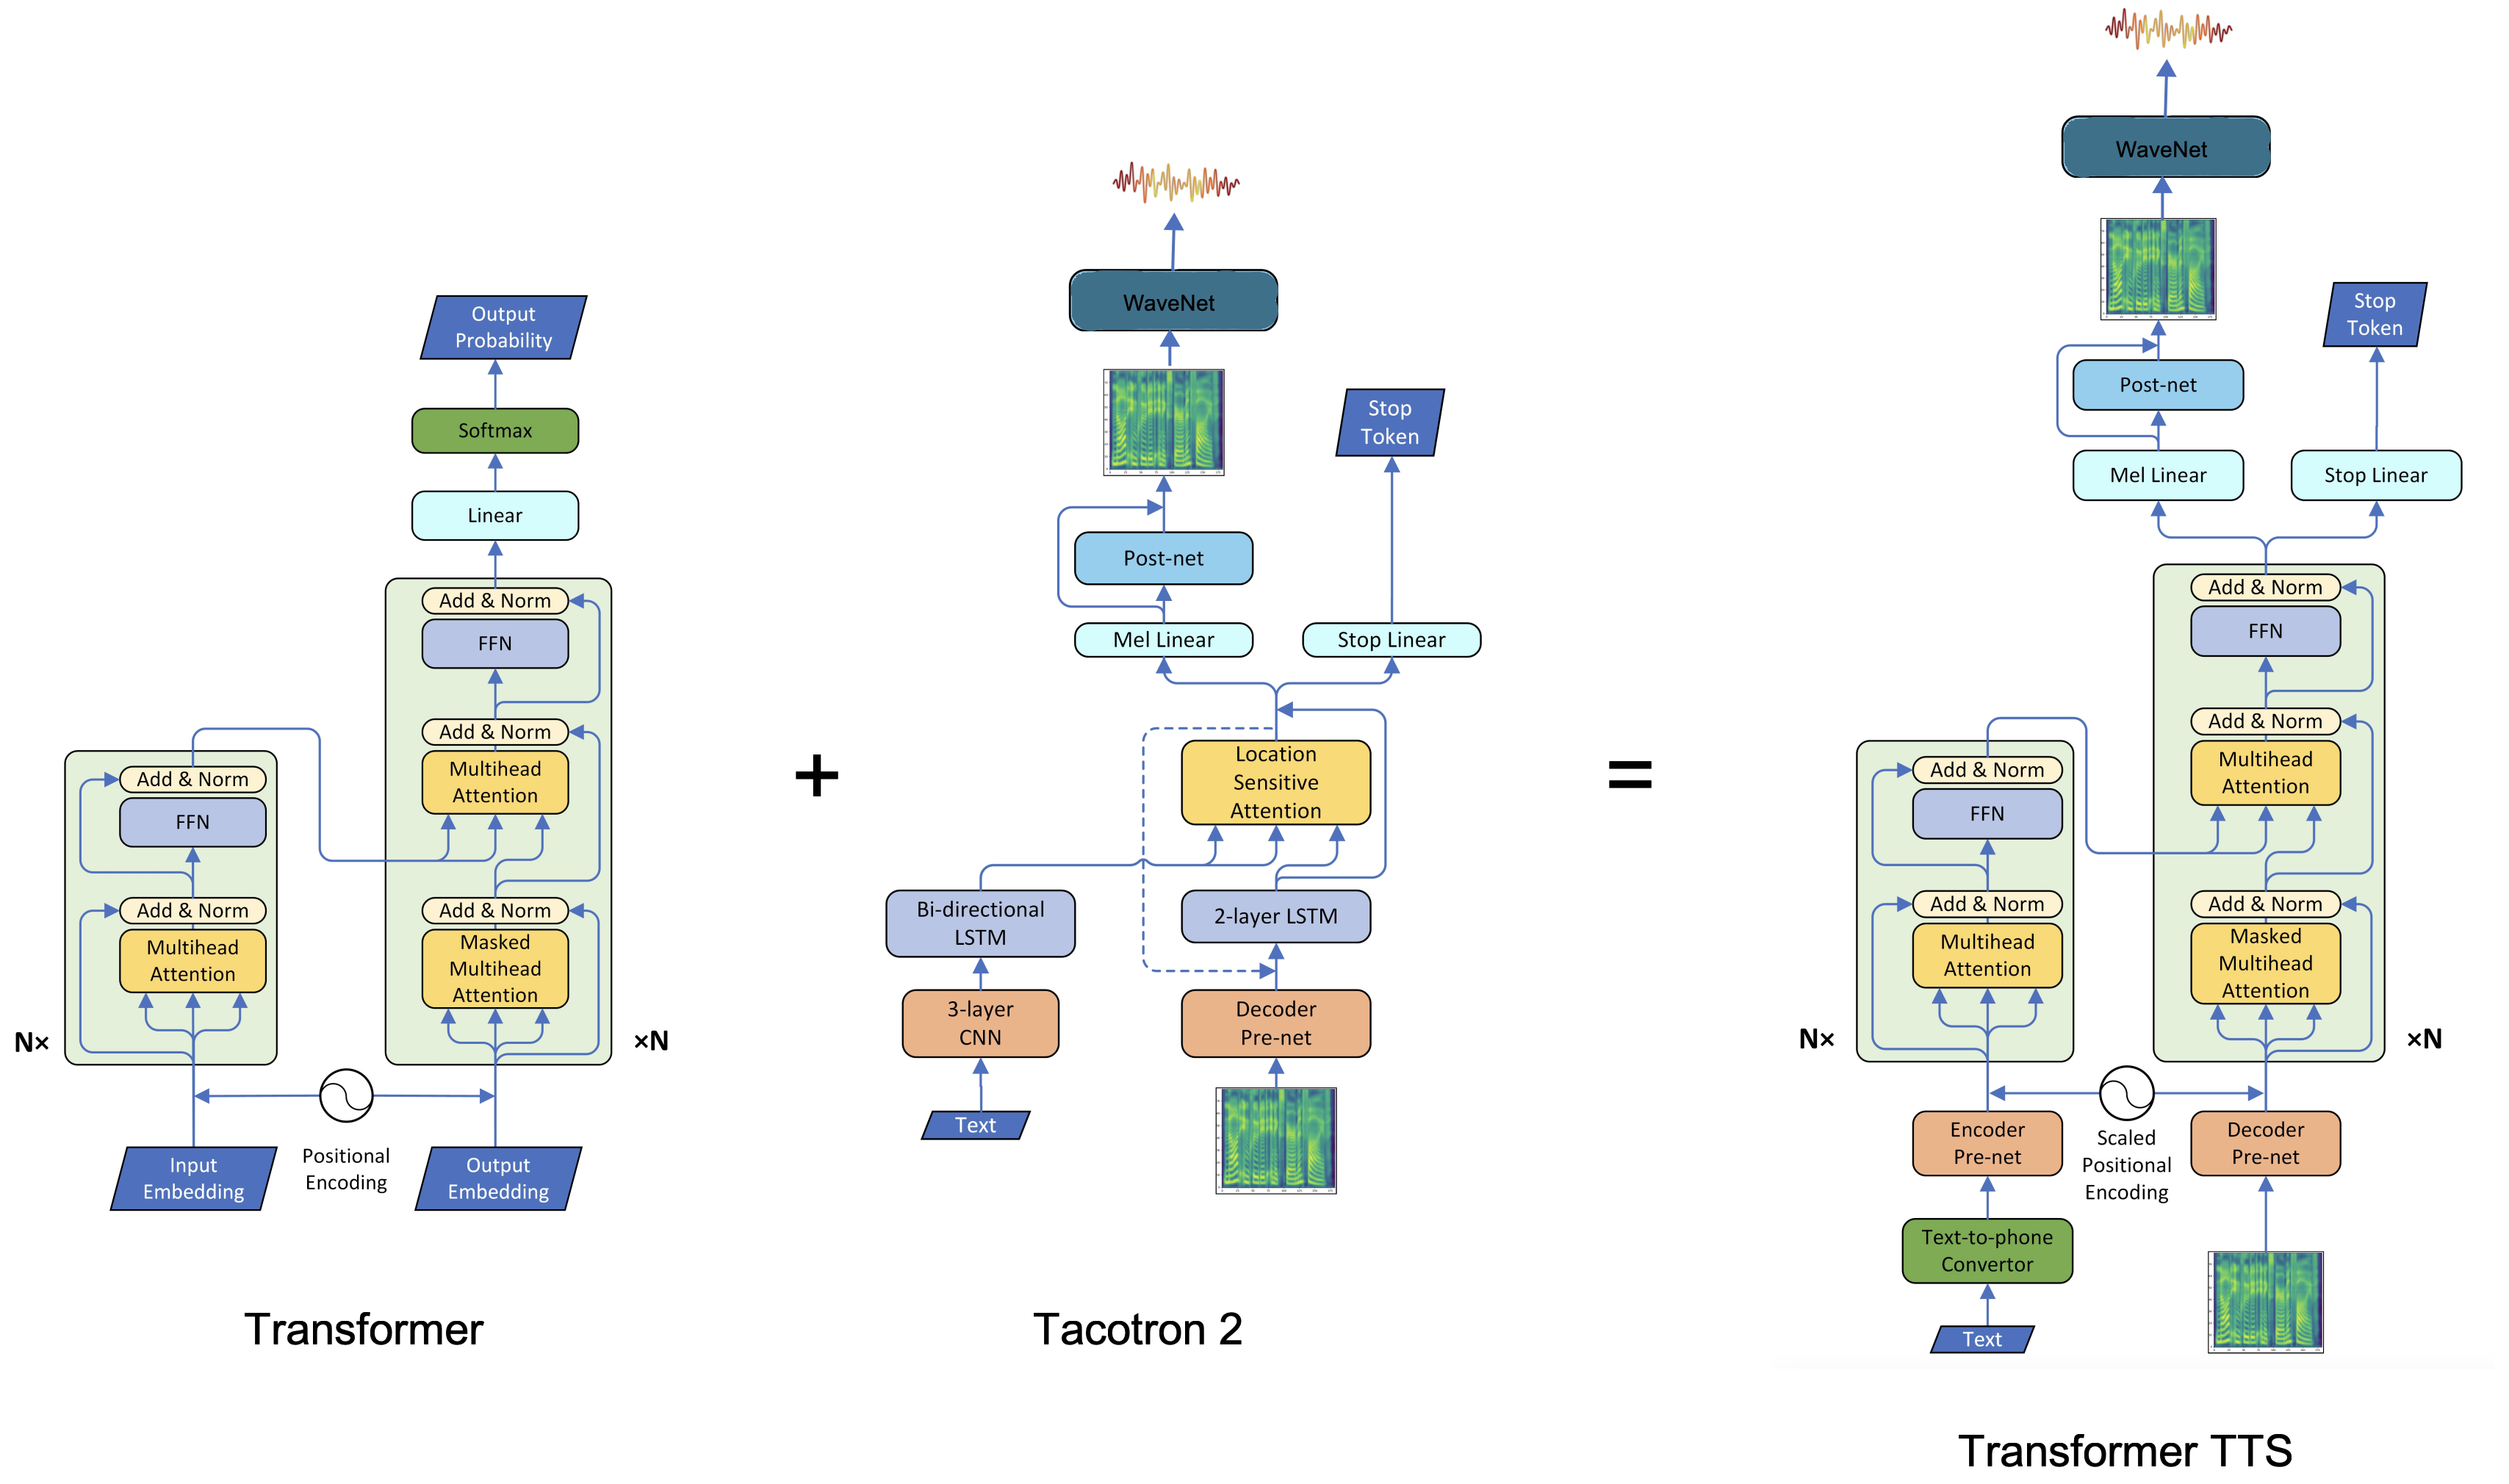 Output
Probability
Softmax
Linear
Add & Norm
FFN
Add & Norm
Multihead
Attention
Add & Norm
Masked
Multihead
Attention
×N
Add & Norm
FFN
Add & Norm
Multihead
Attention
N×
Positional
Encoding
Input
Embedding
Output
Embedding
Transformer
+
WaveNet
Stop
Token
Post-net
Mel Linear
Stop Linear
Location
Sensitive
Attention
Bi-directional
LSTM
2-layer LSTM
3-layer
CNN
Decoder
Pre-net
Text
Tacotron 2
=
WaveNet
Stop
Token
Post-net
Mel Linear
Stop Linear
Add & Norm
FFN
Add & Norm
Multihead
Attention
Add & Norm
Masked
Multihead
Attention
×N
Add & Norm
FFN
Add & Norm
Multihead
Attention
N×
Encoder
Pre-net
Scaled
Positional
Encoding
Decoder
Pre-net
Text-to-phone
Convertor
Text
Transformer TTS